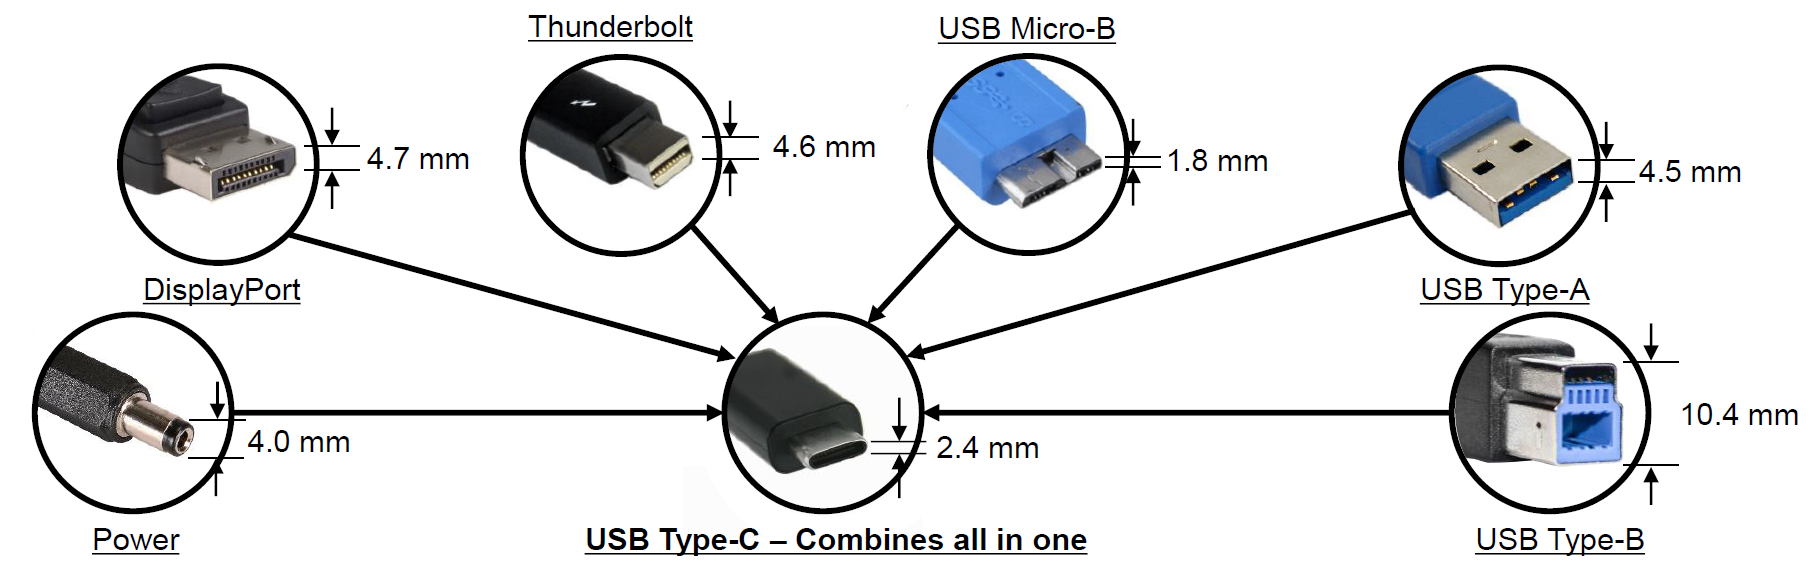 Thunderbolt
USB Micro-B
4.7 mm
4.6 mm
1.8 mm
4.5 mm
DisplayPort
USB Type-A
4.0 mm
2.4 mm
10.4 mm
Power
USB Type-C – Combines all in one
USB Type-B